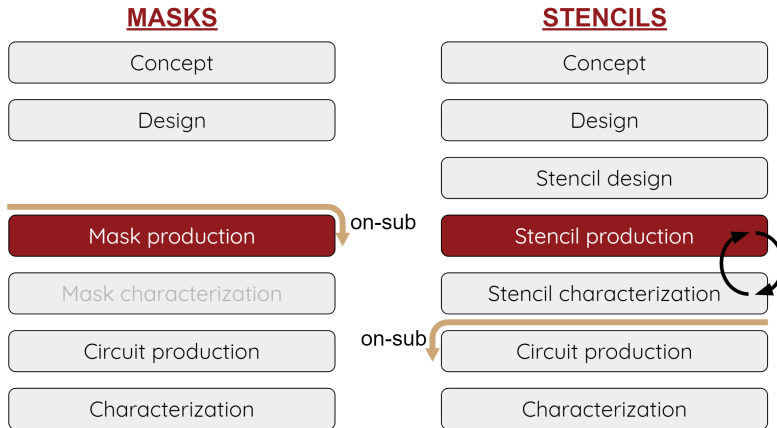 MASKS
Concept
Design
on-sub
Mask production
Mask characterization
Circuit production
Characterization
STENCILS
Concept
Design
Stencil design
Stencil production
Stencil characterization
on-sub
Circuit production
Characterization